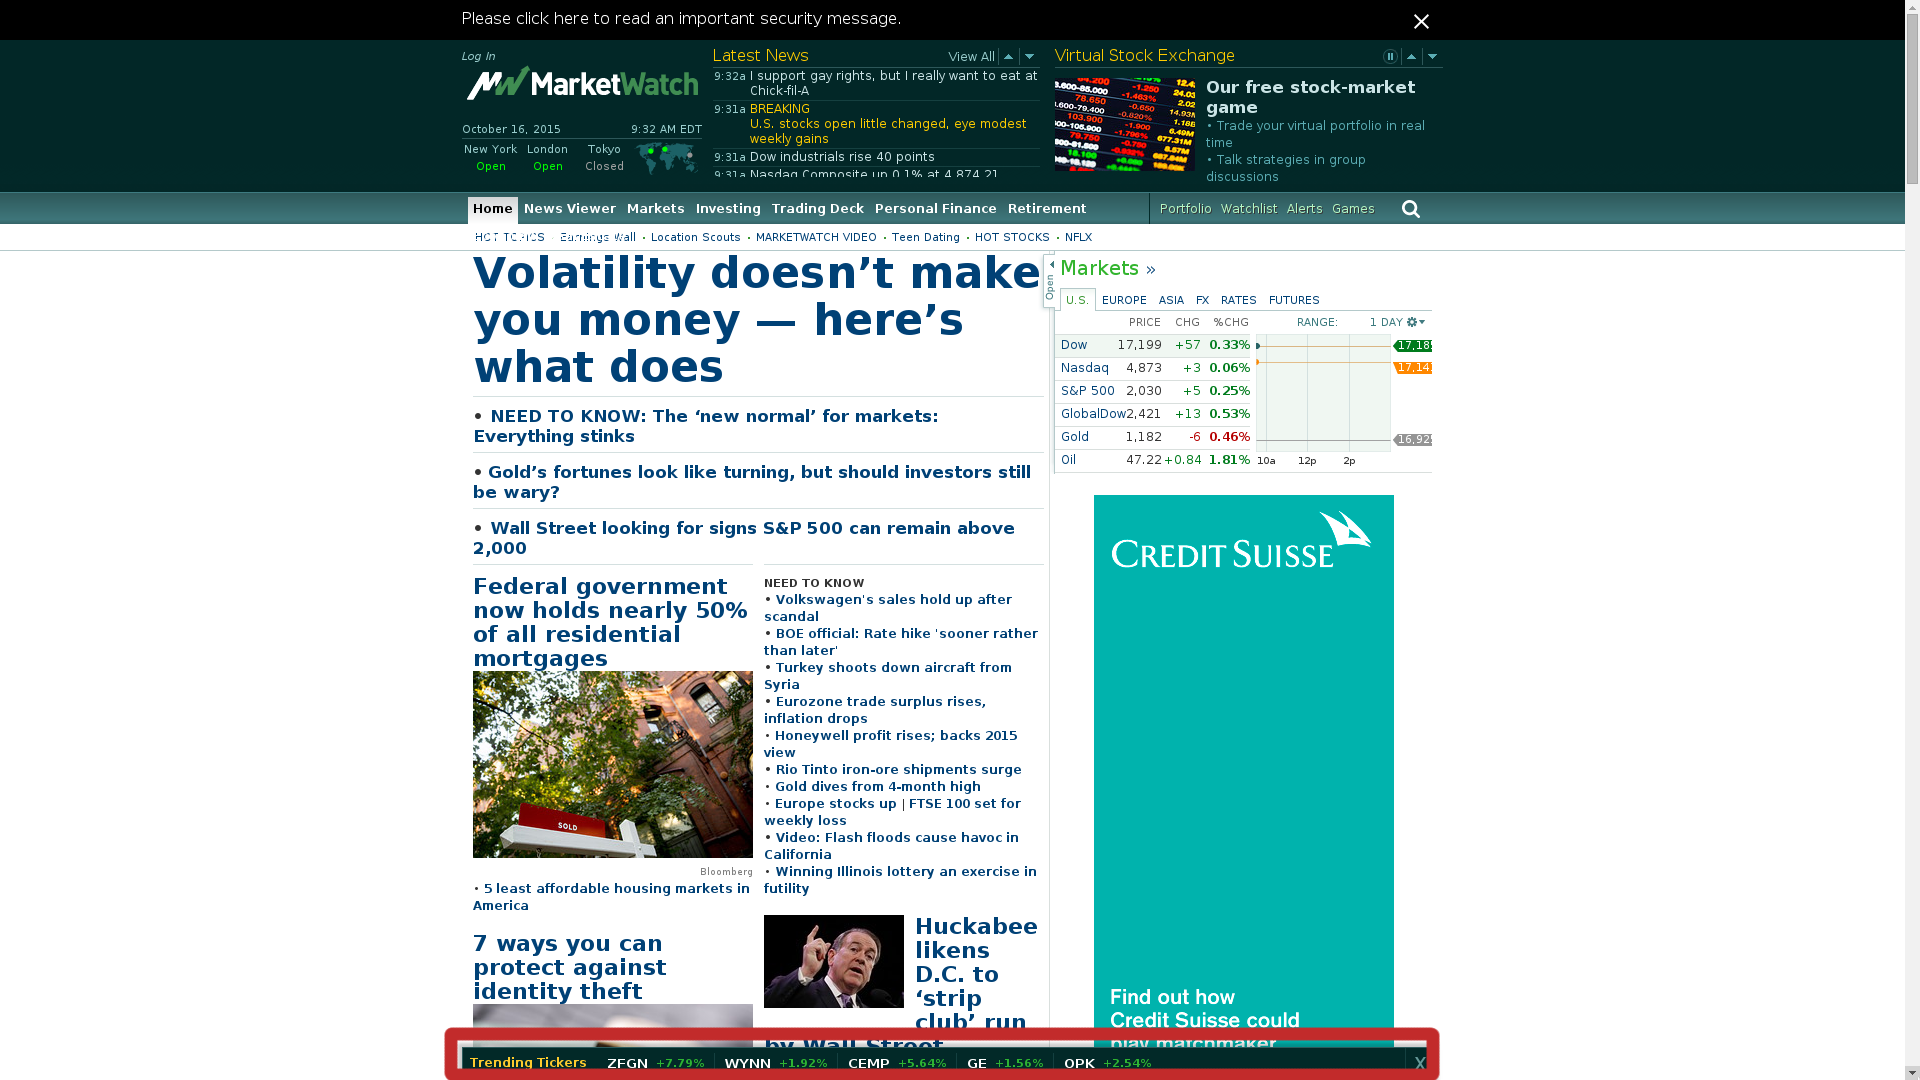 Please click here to read an important security message.
Log In
MarketWatch
October 16, 2015 9:32 AM EDT
New York London Tokyo
Open Open Closed
Latest News View All
9:32a I support gay rights, but I really want to eat at
Chick-fil-A
9:31a BREAKING
U.S. stocks open little changed, eye modest
weekly gains
9:31a Dow industrials rise 40 points
9:31a Nasdaq Composite up 0.1% at 4,874.21
Virtual Stock Exchange
Our free stock-market
game
• Trade your virtual portfolio in real
time
• Talk strategies in group
discussions
Home News Viewer Markets Investing Trading Deck Personal Finance Retirement
Portfolio Watchlist Alerts Games
HOT TOPICS • Earnings Wall • Location Scouts • MARKETWATCH VIDEO • Teen Dating • HOT STOCKS • NFLX
Volatility doesn’t make
you money — here’s
what does
• NEED TO KNOW: The ‘new normal’ for markets:
Everything stinks
• Gold’s fortunes look like turning, but should investors still
be wary?
• Wall Street looking for signs S&P 500 can remain above
2,000
Federal government
now holds nearly 50%
of all residential
mortgages
SOLD
Bloomberg
• 5 least affordable housing markets in
America
7 ways you can
protect against
identity theft
NEED TO KNOW
• Volkswagen's sales hold up after
scandal
• BOE official: Rate hike 'sooner rather
than later'
• Turkey shoots down aircraft from
Syria
• Eurozone trade surplus rises,
inflation drops
• Honeywell profit rises; backs 2015
view
• Rio Tinto iron-ore shipments surge
• Gold dives from 4-month high
• Europe stocks up | FTSE 100 set for
weekly loss
• Video: Flash floods cause havoc in
California
• Winning Illinois lottery an exercise in
futility
Huckabee
likens
D.C. to
‘strip
club’ run
by Wall Street
Open
Markets »
U.S. EUROPE ASIA FX RATES FUTURES
PRICE CHG %CHG RANGE: 1 DAY
Dow 17,199 +57 0.33%
Nasdaq 4,873 +3 0.06%
S&P 500 2,030 +5 0.25%
GlobalDow 2,421 +13 0.53%
Gold 1,182 -6 0.46%
Oil 47.22 +0.84 1.81%
10a 12p 2p
CREDIT SUISSE
Find out how
Credit Suisse could
play matchmaker
Trending Tickers ZFGN +7.79% WYNN +1.92% CEMP +5.64% GE +1.56% OPK +2.54% X